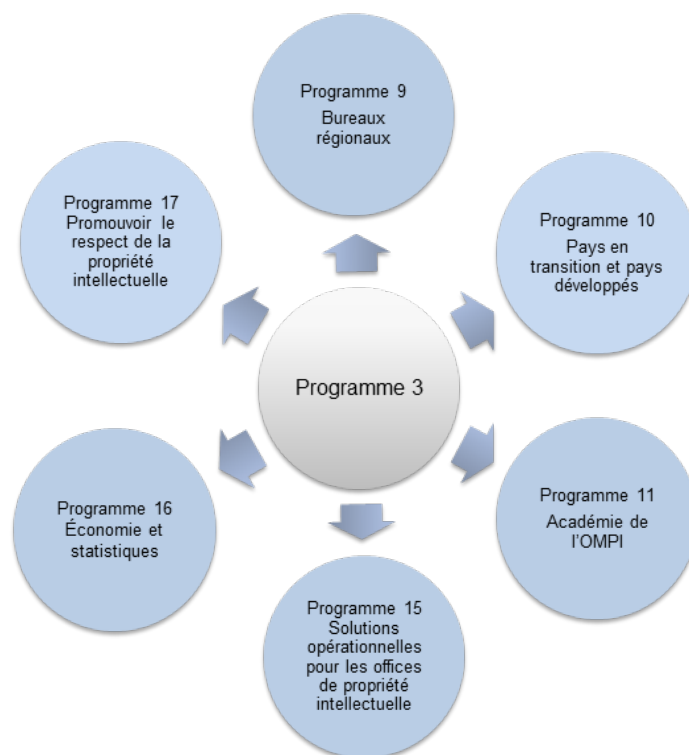 Programme 9
Bureaux
régionaux
Programme 17
Promouvoir le
respect de la
propriété
intellectuelle
Programme 10
Pays en
transition et pays
développés
Programme 3
Programme 16
Économie et
statistiques
Programme 11
Académie de
l'OMPI
Programme 15
Solutions
opérationnelles
pour les offices
de propriété
intellectuelle